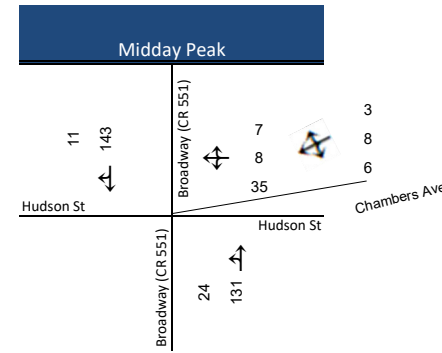 Midday Peak
Broadway (CR 551)
11
143
7
8
35
3
8
6
Chambers Ave
Hudson St
Hudson St
Broadway (CR 551)
24
131